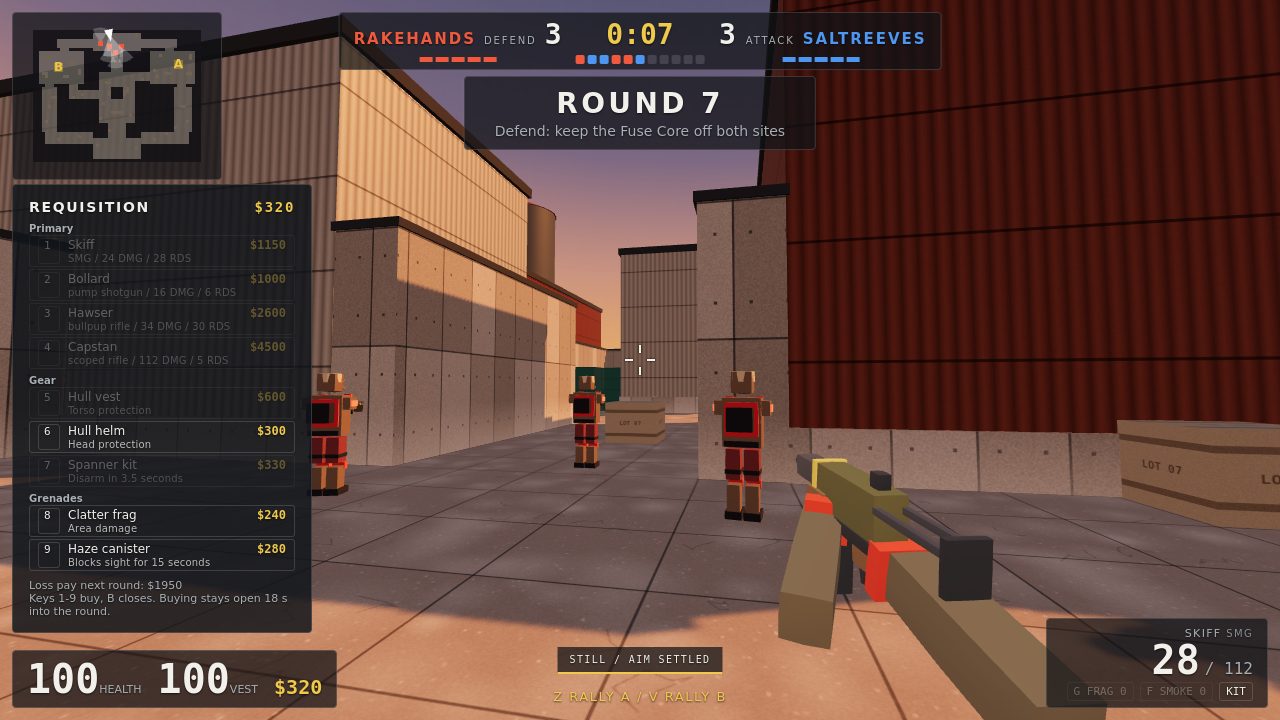 RAKEHANDS DEFEND 3 0:07 3 ATTACK SALTREEVES
B
A
ROUND 7
Defend: keep the Fuse Core off both sites
REQUISITION $320
Primary
1 Skiff $1150
SMG / 24 DMG / 28 RDS
2 Bollard $1000
pump shotgun / 16 DMG / 6 RDS
3 Hawser $2600
bullpup rifle / 34 DMG / 30 RDS
4 Capstan $4500
scoped rifle / 112 DMG / 5 RDS
Gear
5 Hull vest $600
Torso protection
6 Hull helm $300
Head protection
7 Spanner kit $330
Disarm in 3.5 seconds
Grenades
8 Clatter frag $240
Area damage
9 Haze canister $280
Blocks sight for 15 seconds
Loss pay next round: $1950
Keys 1-9 buy, B closes. Buying stays open 18 s
into the round.
LOT 07
LOT 07
LO
100 HEALTH 100 VEST $320
STILL / AIM SETTLED
Z RALLY A / V RALLY B
SKIFF SMG
28 / 112
G FRAG 0 F SMOKE 0 KIT